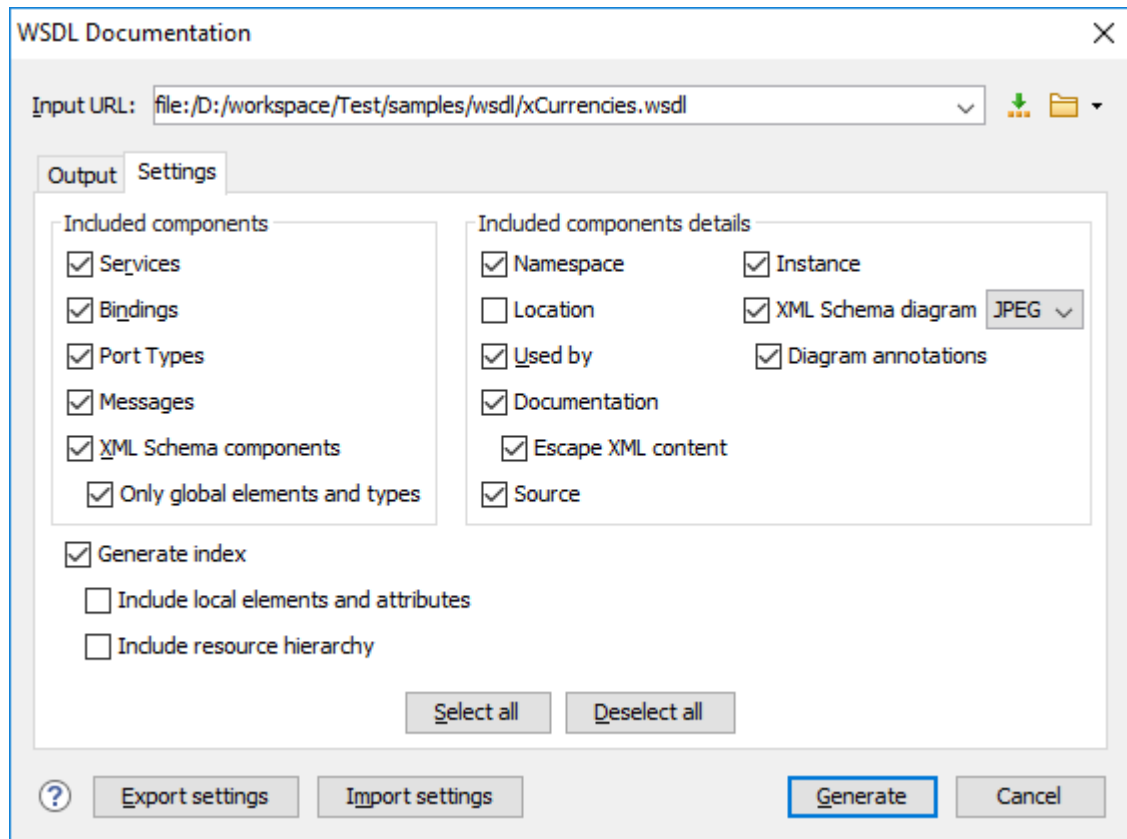 WSDL Documentation
Input URL: file:/D:/workspace/Test/samples/wsdl/xCurrencies.wsdl
Output Settings
Included components
Services
Bindings
Port Types
Messages
XML Schema components
Only global elements and types
Included components details
Namespace
Location
Used by
Documentation
Escape XML content
Source
Instance
XML Schema diagram JPEG
Diagram annotations
Generate index
Include local elements and attributes
Include resource hierarchy
Select all Deselect all
? Export settings Import settings Generate Cancel